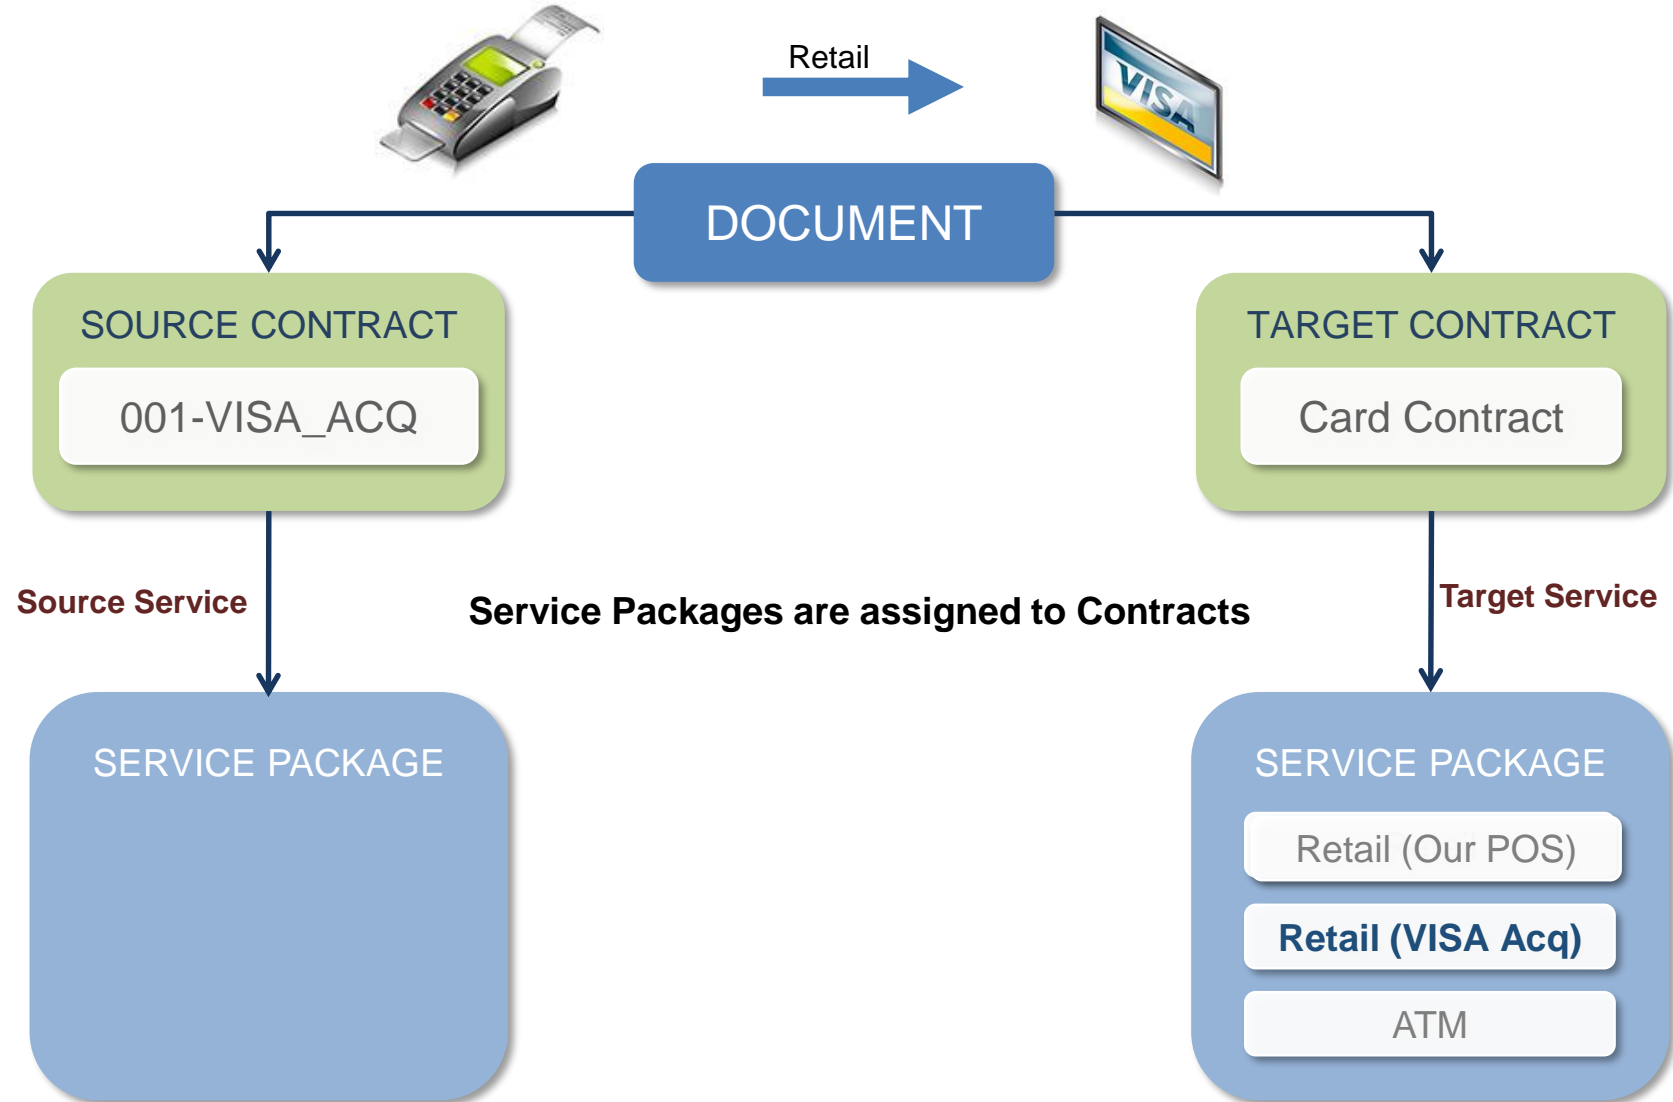 Retail
VISA
DOCUMENT
SOURCE CONTRACT
001-VISA_ACQ
TARGET CONTRACT
Card Contract
Source Service
Service Packages are assigned to Contracts
Target Service
SERVICE PACKAGE
SERVICE PACKAGE
Retail (Our POS)
Retail (VISA Acq)
ATM